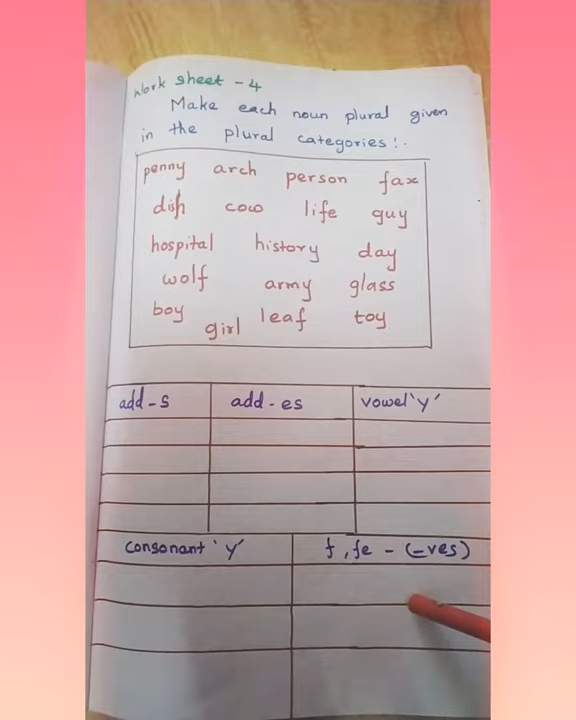 Work sheet - 4
Make each noun plural given
in the plural categories!.
penny arch person fax
dish cow life guy
hospital history day
wolf army glass
boy girl leaf toy
add-s add-es vowel 'y'
consonant 'y' f, fe - (-ves)